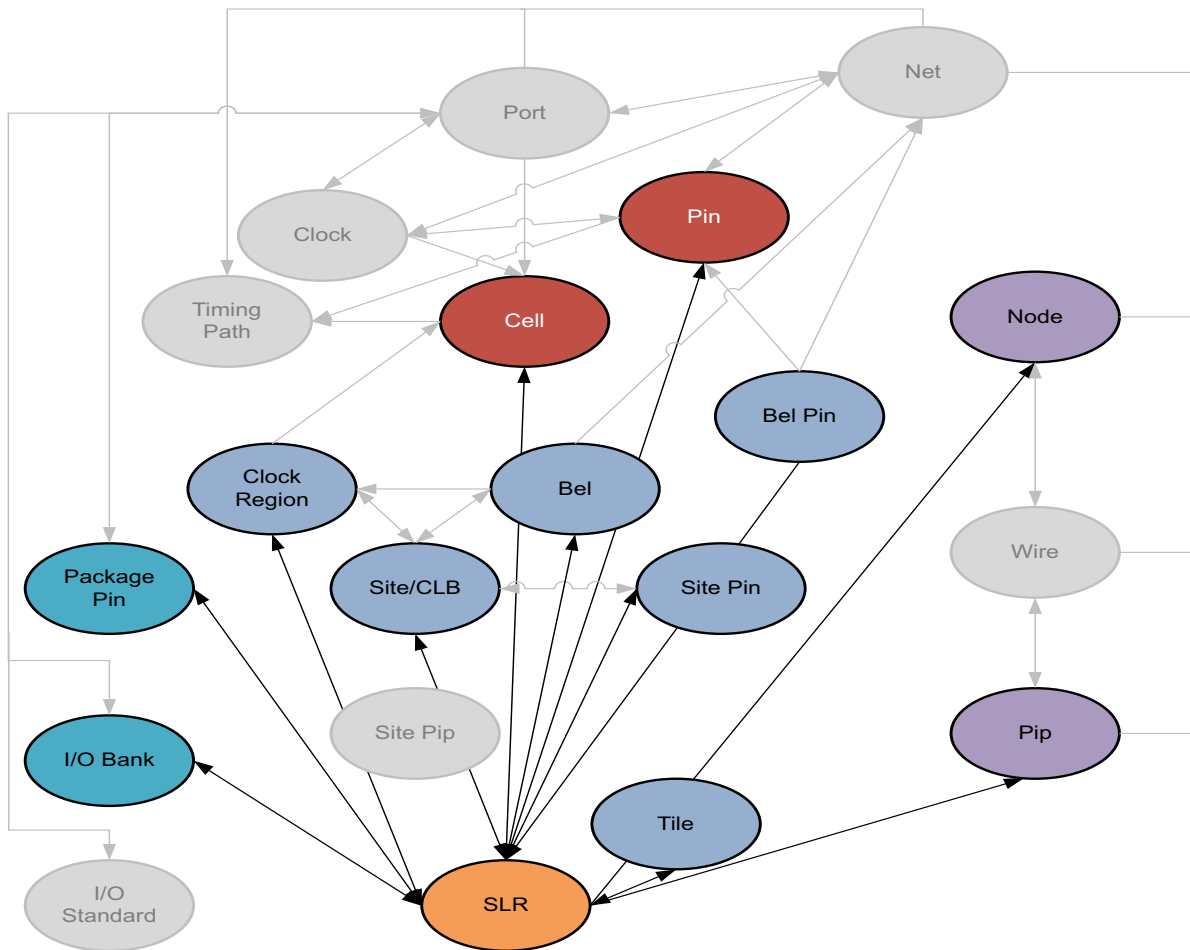 Net
Port
Pin
Clock
Timing
Path
Cell
Node
Bel Pin
Clock
Region
Bel
Wire
Package
Pin
Site/CLB
Site Pin
Site Pip
Pip
I/O Bank
Tile
I/O
Standard
SLR